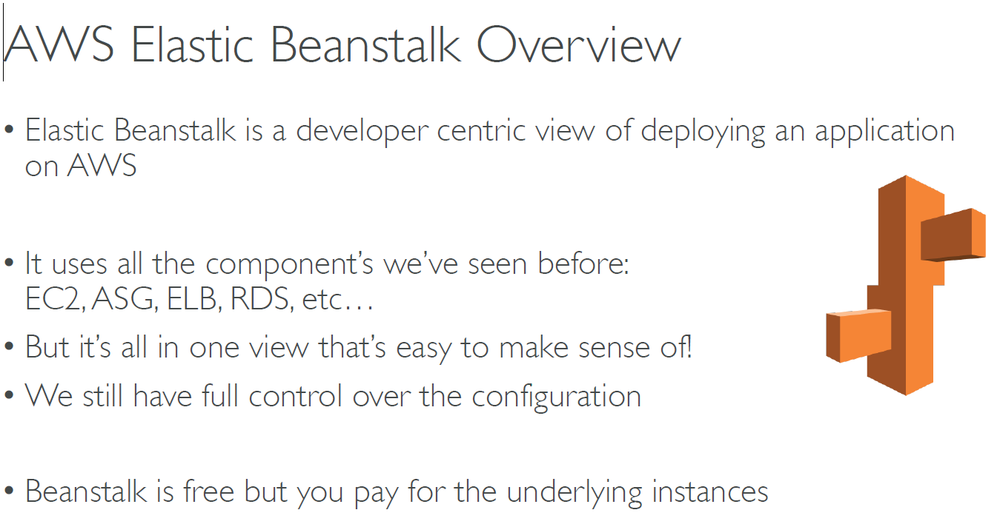 AWS Elastic Beanstalk Overview
• Elastic Beanstalk is a developer centric view of deploying an application
on AWS
• It uses all the component’s we’ve seen before:
EC2, ASG, ELB, RDS, etc…
• But it’s all in one view that’s easy to make sense of!
• We still have full control over the configuration
• Beanstalk is free but you pay for the underlying instances